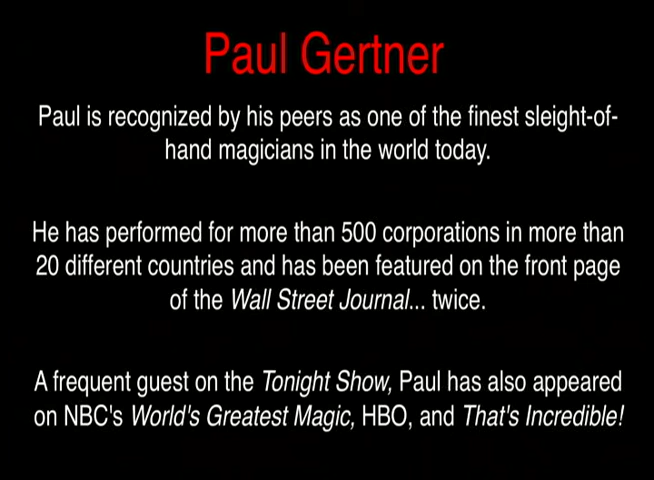 Paul Gertner
Paul is recognized by his peers as one of the finest sleight-of-
hand magicians in the world today.
He has performed for more than 500 corporations in more than
20 different countries and has been featured on the front page
of the Wall Street Journal... twice.
A frequent guest on the Tonight Show, Paul has also appeared
on NBC's World's Greatest Magic, HBO, and That's Incredible!